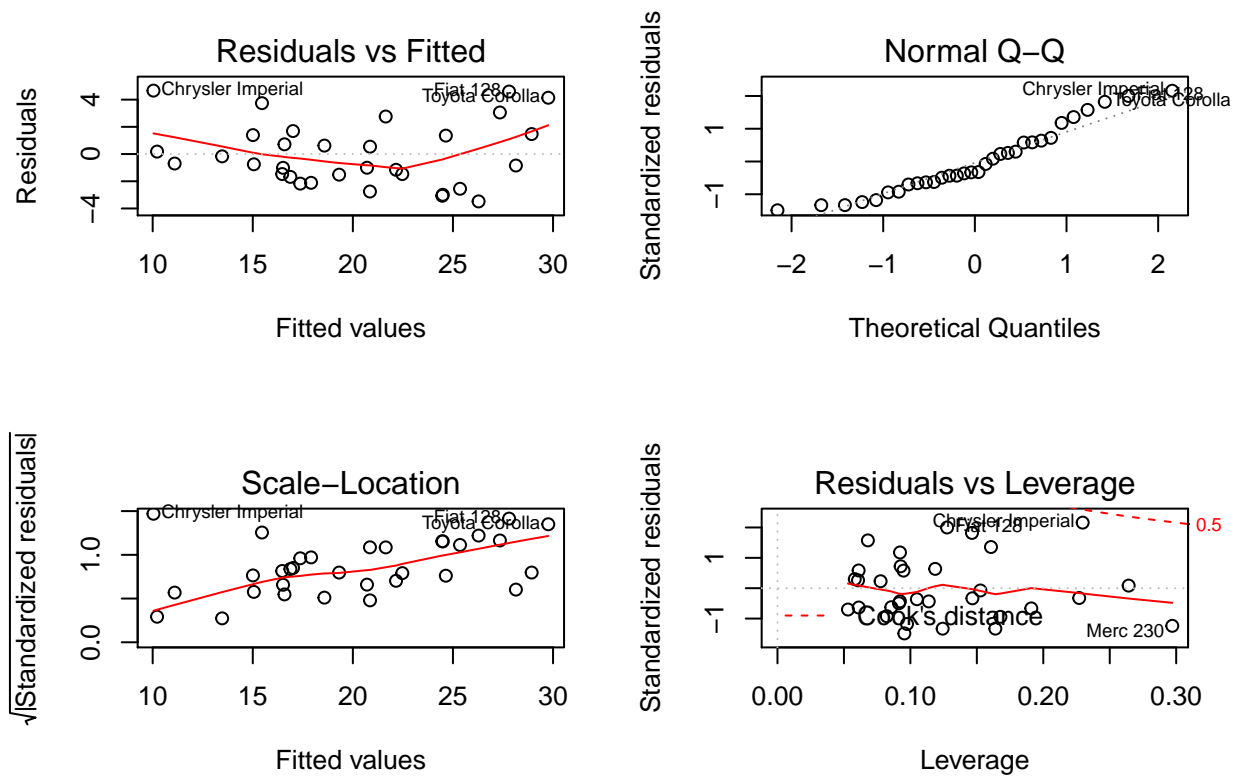 Residuals vs Fitted
Residuals
−4
0
4
Chrysler Imperial
Fiat 128
Toyota Corolla
10 15 20 25 30
Fitted values
Normal Q−Q
Standardized residuals
−1
1
Chrysler Imperial
Fiat 128
Toyota Corolla
−2 −1 0 1 2
Theoretical Quantiles
Scale−Location
√|Standardized residuals|
0.0
1.0
Chrysler Imperial
Fiat 128
Toyota Corolla
10 15 20 25 30
Fitted values
Residuals vs Leverage
Standardized residuals
−1
1
Chrysler Imperial
Fiat 128
0.5
Cook's distance
Merc 230
0.00 0.10 0.20 0.30
Leverage